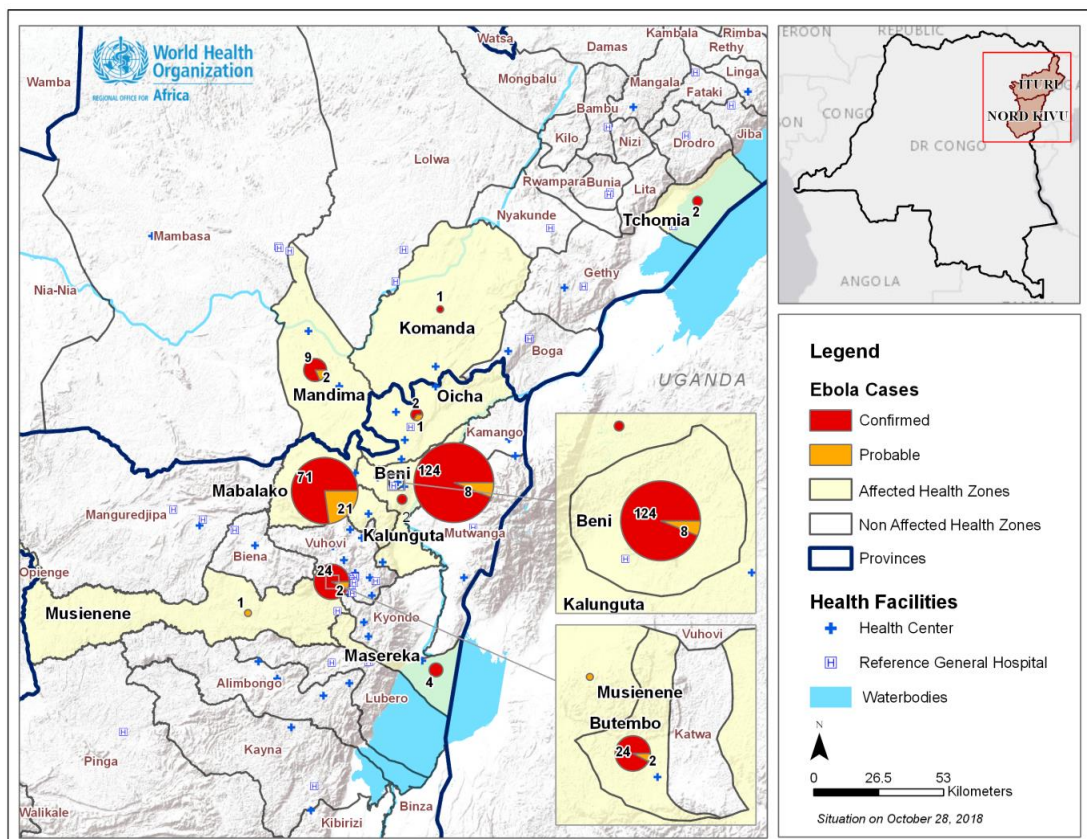 World Health
Organization
REGIONAL OFFICE FOR Africa
Wamba
Watsa
Damas
Kambala
Rimba
Rethy
Mongbalu
Mangala
Linga
Fataki
Bambu
Kilo
Nizi
Drodro
Jiba
Lolwa
Rwampara
Bunia
Lita
Nyakunde
Tchomia
2
Mambasa
Gethy
Nia-Nia
1
Komanda
Boga
UGANDA
9
2
Mandima
Oicha
2
1
Kamango
71
21
Mabalako
Beni
124
8
2
Manguredjipa
Kalunguta
Mutwanga
Vuhovi
Biena
Opienge
24
2
Musienene
1
Kyondo
Masereka
4
Alimbongo
Lubero
Kayna
Pinga
Walikale
Kibirizi
Binza
Beni
124
8
Kalunguta
Vuhovi
Musienene
Butembo
Katwa
24
2
REPUBLIC
CONGO
ITURI
NORD KIVU
DR CONGO
ANGOLA
Legend
Ebola Cases
Confirmed
Probable
Affected Health Zones
Non Affected Health Zones
Provinces
Health Facilities
Health Center
Reference General Hospital
Waterbodies
N
0 26.5 53
Kilometers
Situation on October 28, 2018